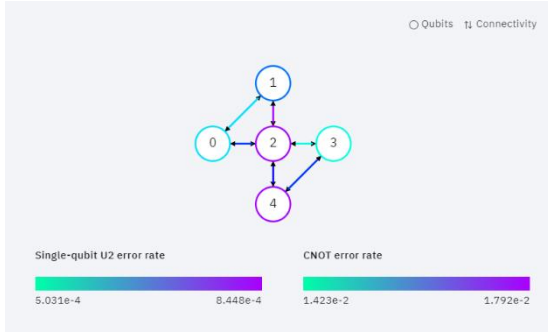 Qubits Connectivity
1
0 2 3
4
Single-qubit U2 error rate CNOT error rate
5.031e-4 8.448e-4 1.423e-2 1.792e-2